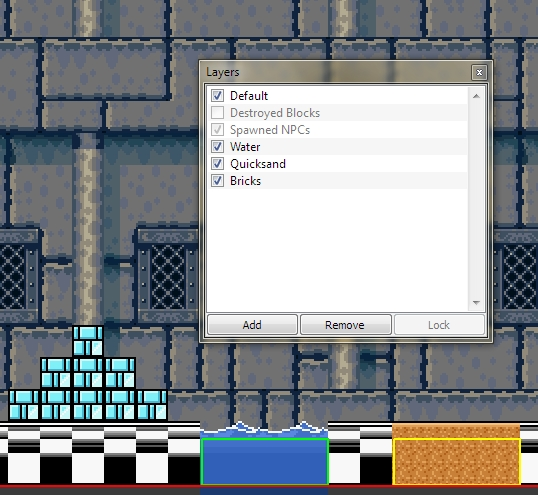 Layers
Default
Destroyed Blocks
Spawned NPCs
Water
Quicksand
Bricks
Add Remove Lock